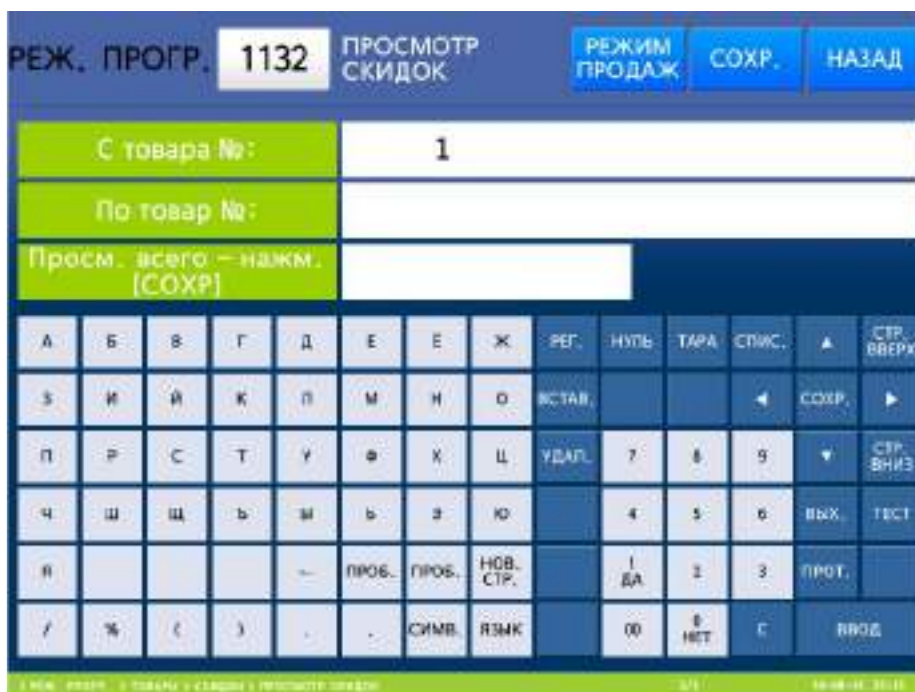 РЕЖ. ПРОГР. 1132 ПРОСМОТР СКИДОК РЕЖИМ ПРОДАЖ СОХР. НАЗАД
С товара №: 1
По товар №:
Просм. всего - нажм.
[СОХР]
А Б В Г Д Е Ё Ж РЕГ. НУЛЬ ТАРА СПИС. ▲ СТР. ВВЕРХ
З И Й К Л М Н О ВСТАВ. ◀ СОХР. ▶
П Р С Т У Ф Х Ц УДАЛ. 7 8 9 ▼ СТР. ВНИЗ
Ч Ш Щ Ъ Ы Ь Э Ю 4 5 6 ВЫХ. ТЕСТ
Я ПРОБ. ПРОБ. НОВ. СТР. 1 ДА 2 3 ПРОТ.
/ % ( ) . СИМВ. ЯЗЫК 00 0 НЕТ С ВВОД